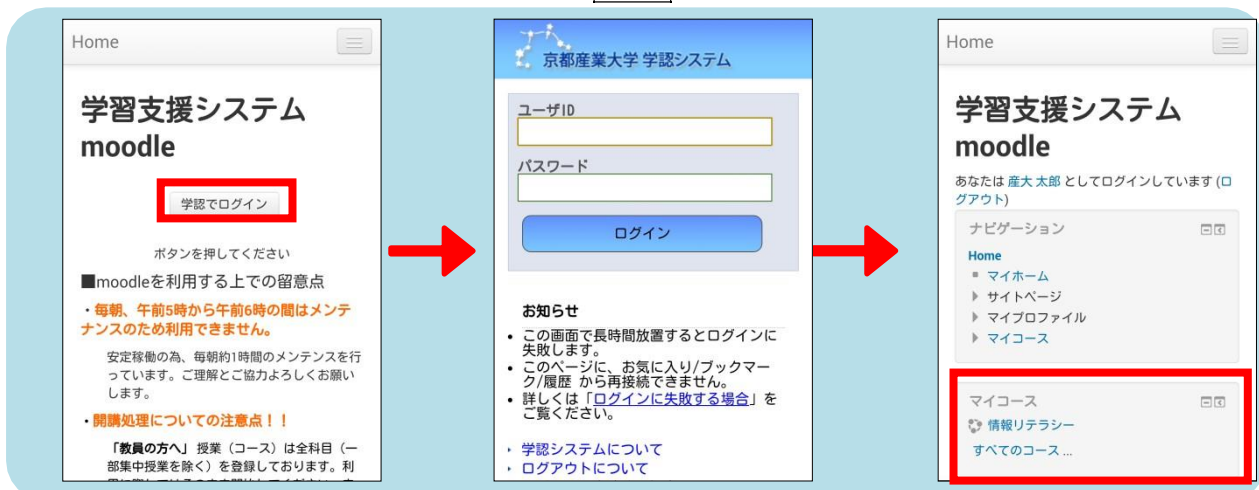 Home
学習支援システム
moodle
学認でログイン
ボタンを押してください
■moodleを利用する上での留意点
・毎朝、午前5時から午前6時の間はメンテ
ナンスのため利用できません。
安定稼働の為、毎朝約1時間のメンテンスを行
っています。ご理解とご協力よろしくお願い
します。
・開講処理についての注意点！！
「教員の方へ」授業（コース）は全科目（一
部集中授業を除く）を登録しております。利
京都産業大学 学認システム
ユーザID
パスワード
ログイン
お知らせ
• この画面で長時間放置するとログインに
失敗します。
• このページに、お気に入り/ブックマー
ク/履歴 から再接続できません。
• 詳しくは「ログインに失敗する場合」を
ご覧ください。
学認システムについて
ログアウトについて
Home
学習支援システム
moodle
あなたは 産大 太郎 としてログインしています (ロ
グアウト)
ナビゲーション
Home
マイホーム
サイトページ
マイプロファイル
マイコース
マイコース
情報リテラシー
すべてのコース ...